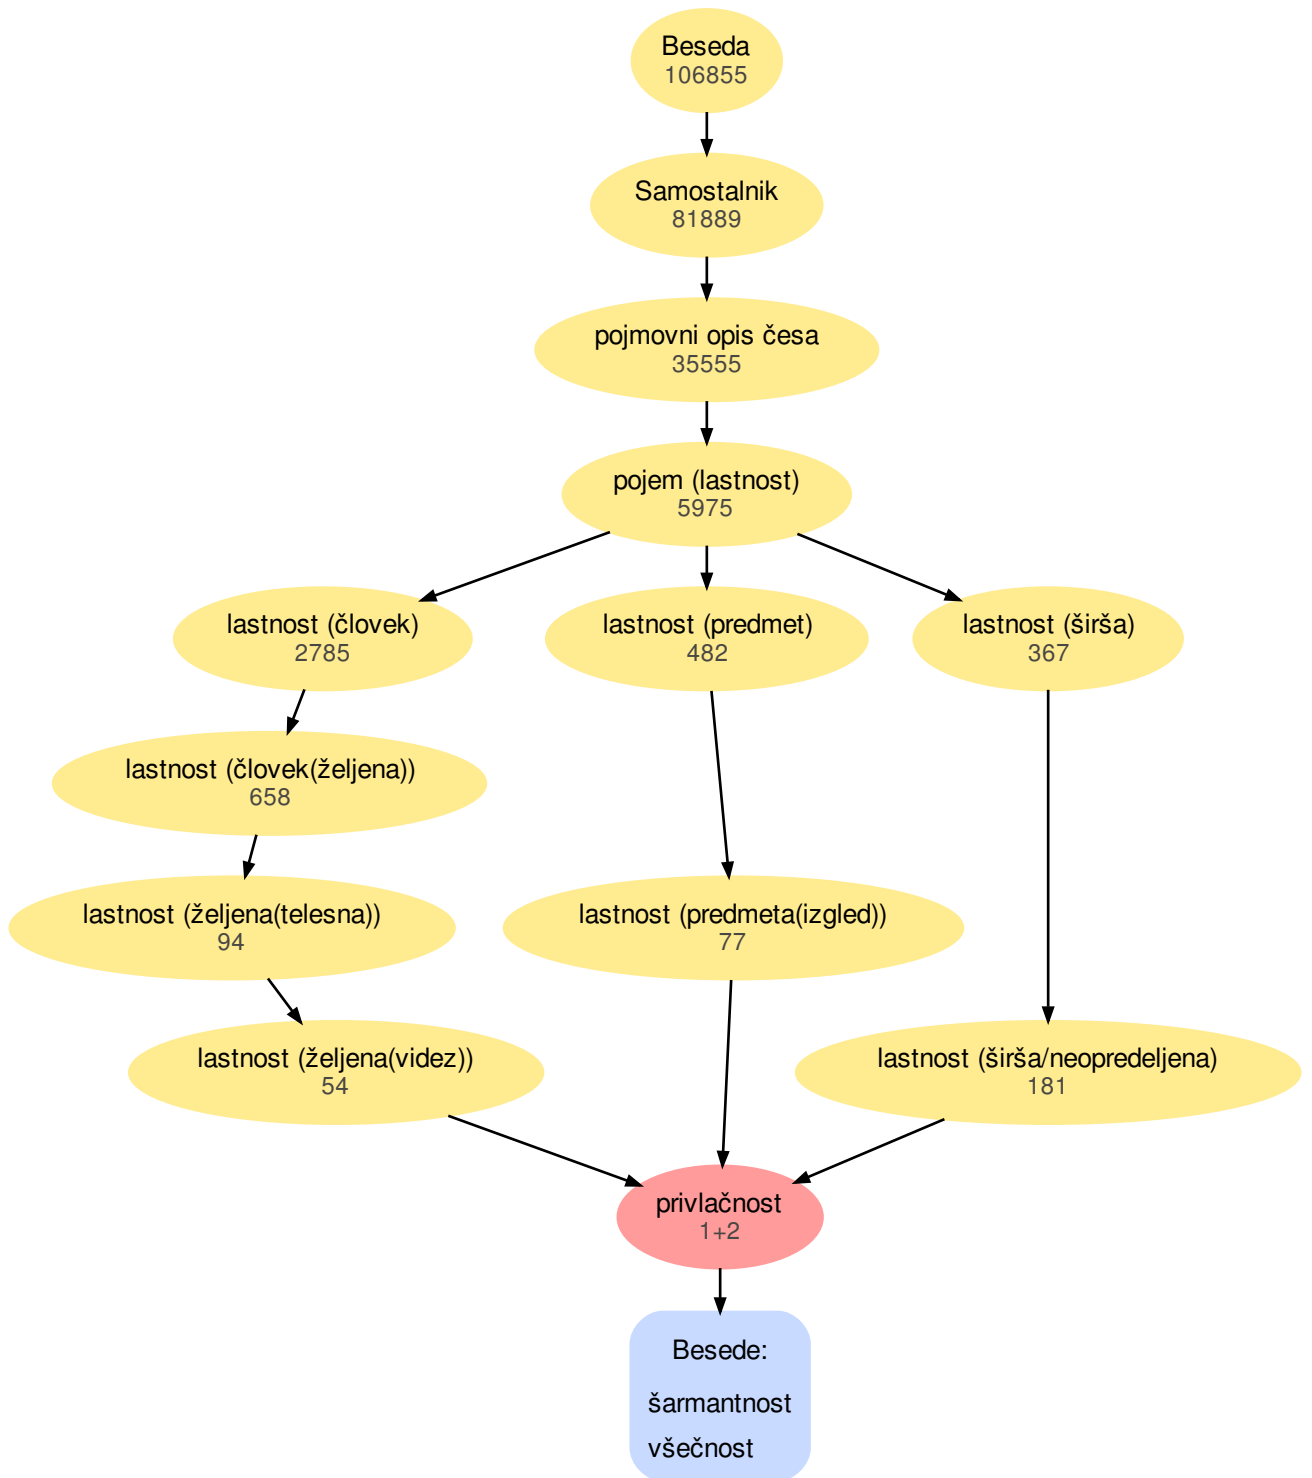 Beseda
106855
Samostalnik
81889
pojmovni opis česa
35555
pojem (lastnost)
5975
lastnost (človek)
2785
lastnost (predmet)
482
lastnost (širša)
367
lastnost (človek(željena))
658
lastnost (željena(telesna))
94
lastnost (predmeta(izgled))
77
lastnost (željena(videz))
54
lastnost (širša/neopredeljena)
181
privlačnost
1+2
Besede:
šarmantnost
všečnost